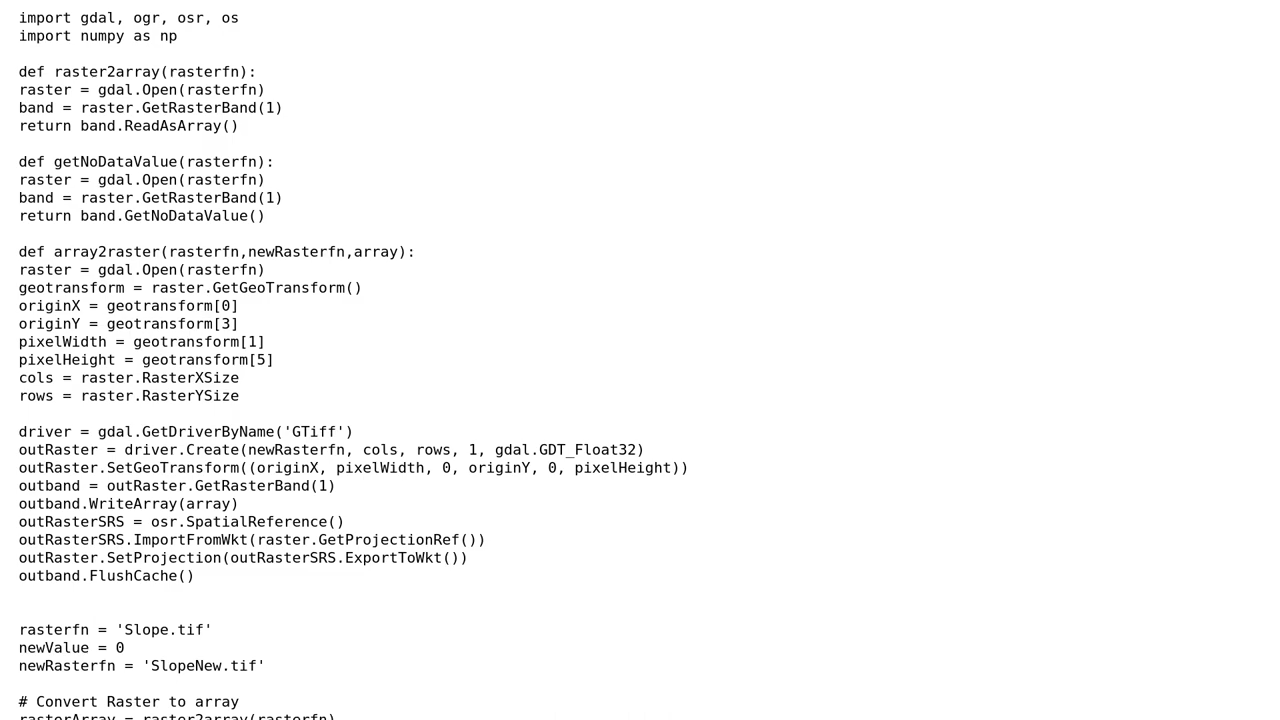 import gdal, ogr, osr, os
import numpy as np

def raster2array(rasterfn):
raster = gdal.Open(rasterfn)
band = raster.GetRasterBand(1)
return band.ReadAsArray()

def getNoDataValue(rasterfn):
raster = gdal.Open(rasterfn)
band = raster.GetRasterBand(1)
return band.GetNoDataValue()

def array2raster(rasterfn,newRasterfn,array):
raster = gdal.Open(rasterfn)
geotransform = raster.GetGeoTransform()
originX = geotransform[0]
originY = geotransform[3]
pixelWidth = geotransform[1]
pixelHeight = geotransform[5]
cols = raster.RasterXSize
rows = raster.RasterYSize

driver = gdal.GetDriverByName('GTiff')
outRaster = driver.Create(newRasterfn, cols, rows, 1, gdal.GDT_Float32)
outRaster.SetGeoTransform((originX, pixelWidth, 0, originY, 0, pixelHeight))
outband = outRaster.GetRasterBand(1)
outband.WriteArray(array)
outRasterSRS = osr.SpatialReference()
outRasterSRS.ImportFromWkt(raster.GetProjectionRef())
outRaster.SetProjection(outRasterSRS.ExportToWkt())
outband.FlushCache()


rasterfn = 'Slope.tif'
newValue = 0
newRasterfn = 'SlopeNew.tif'

# Convert Raster to array
rasterArray = raster2array(rasterfn)